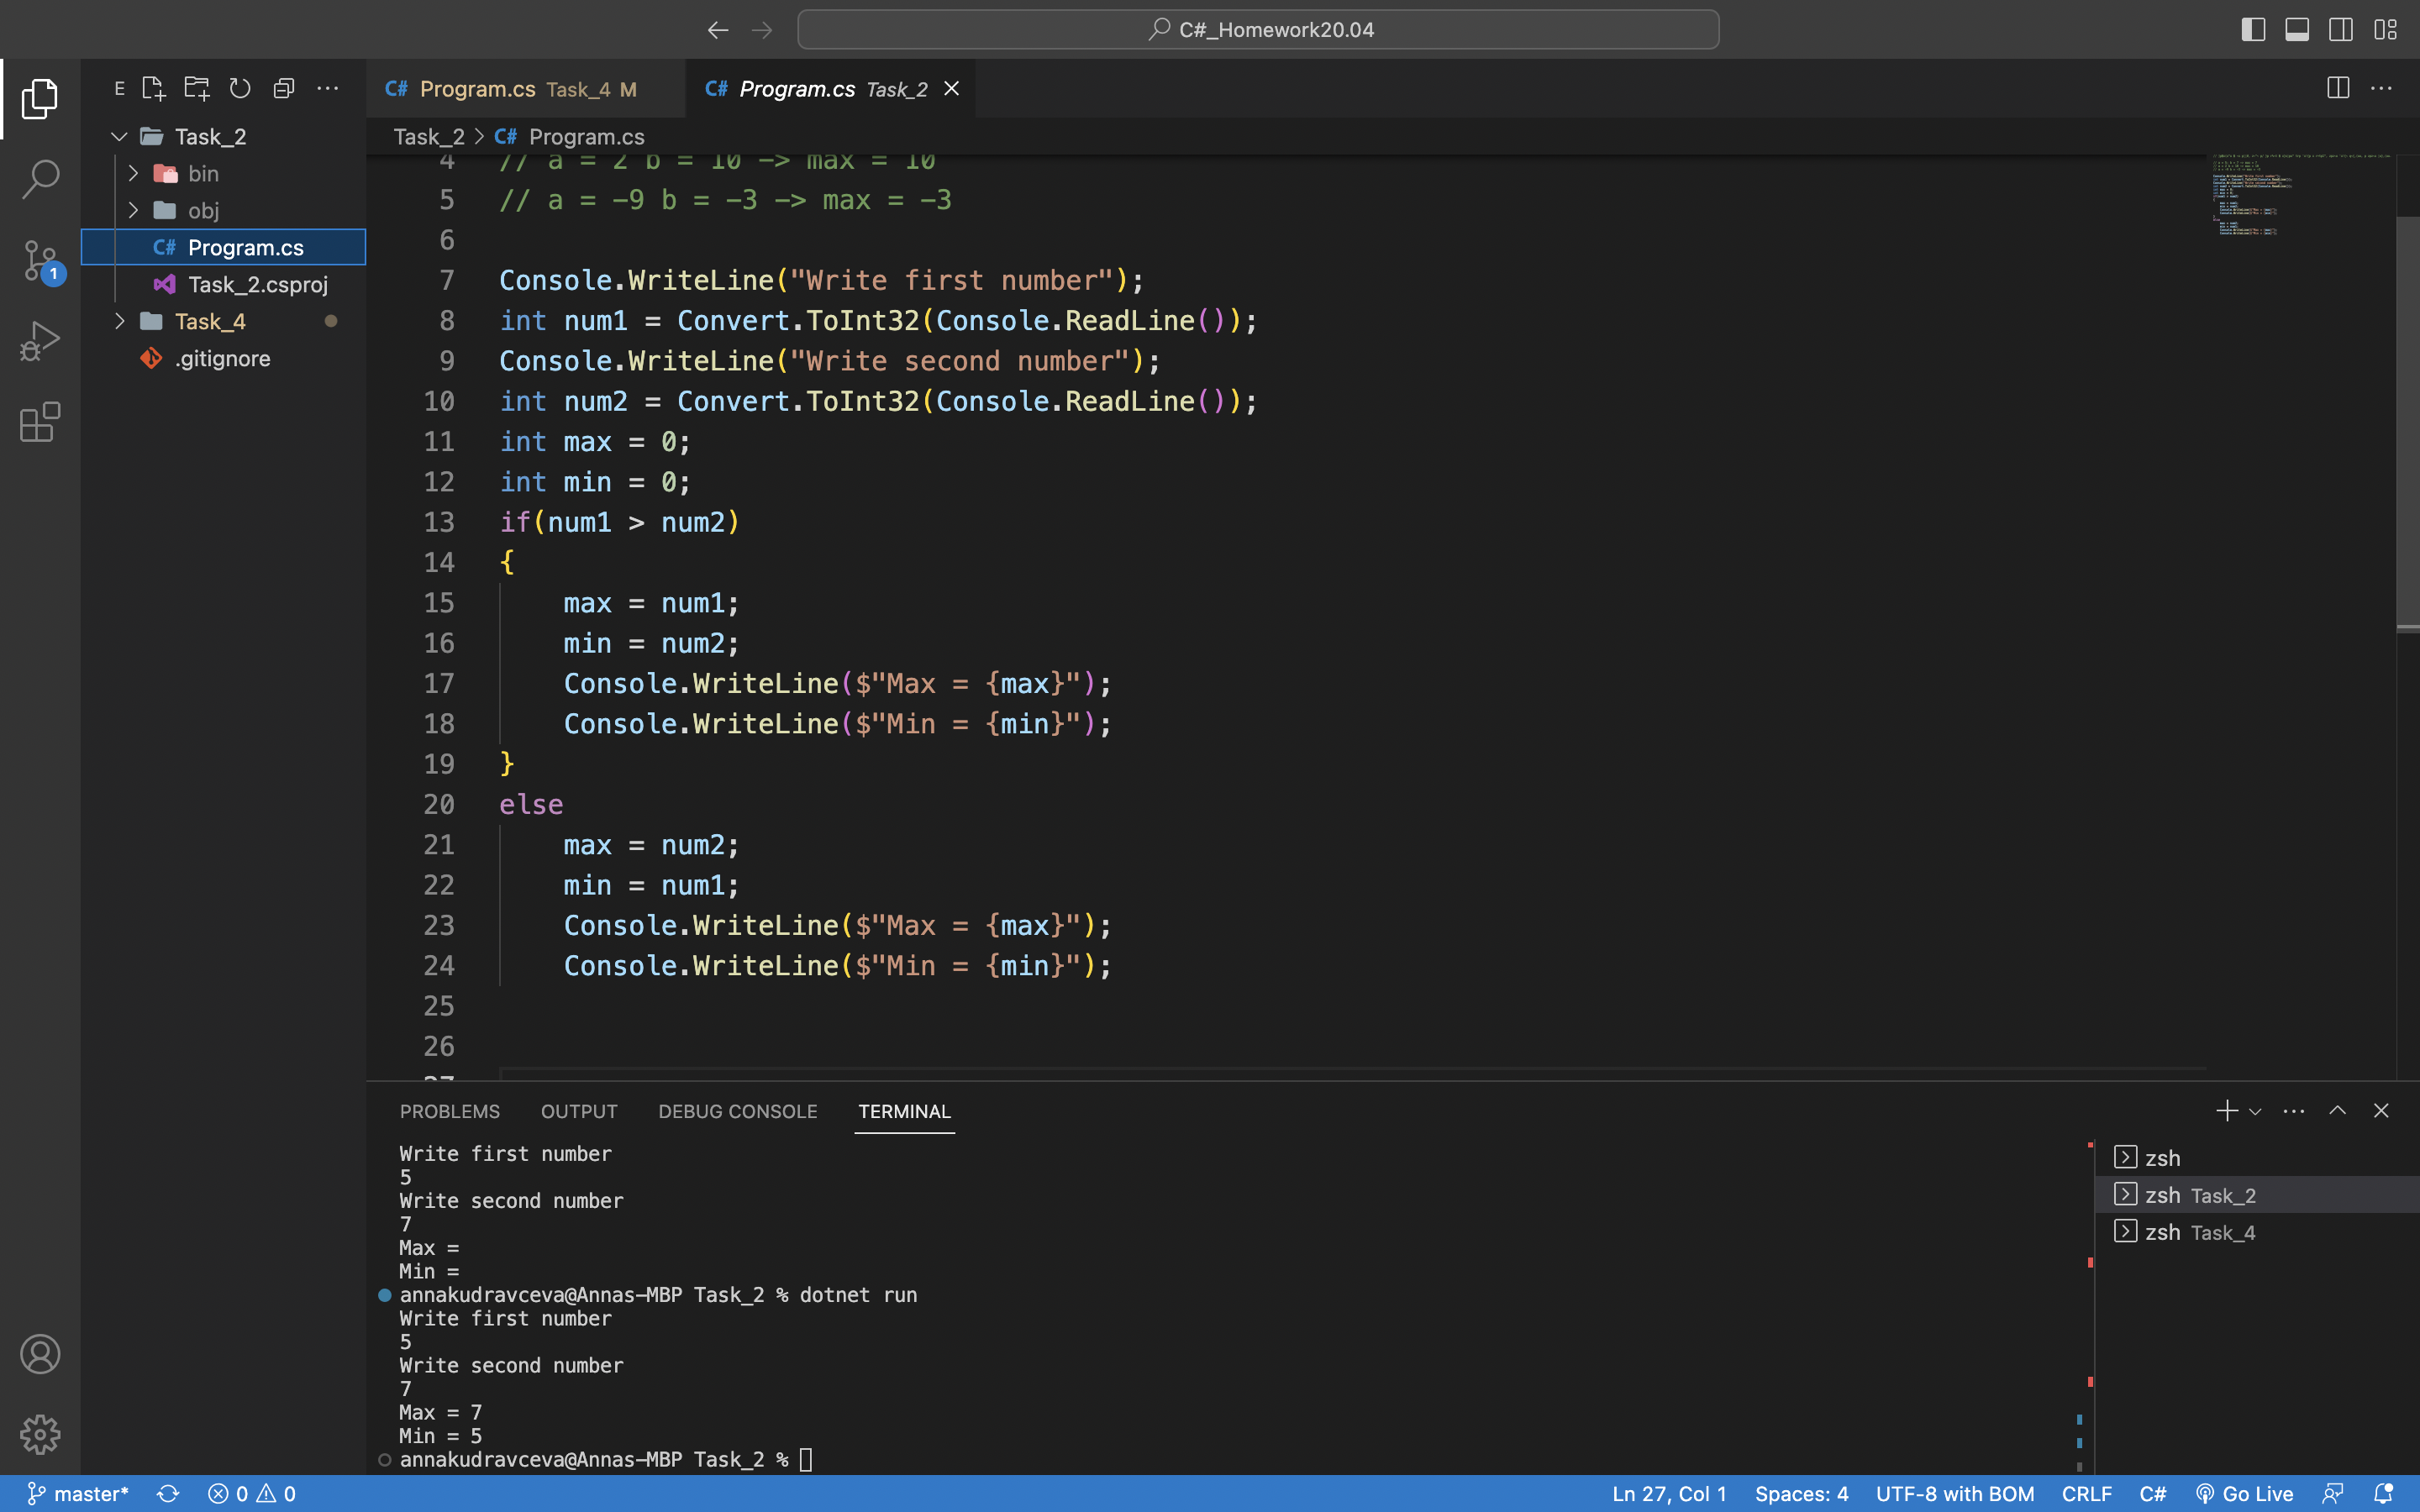 C#_Homework20.04
E
C# Program.cs Task_4 M
C# Program.cs Task_2
Task_2
bin
obj
C# Program.cs
Task_2.csproj
Task_4
.gitignore
1
Task_2 > C# Program.cs
4 // a = 2 b = 10 -> max = 10
5 // a = -9 b = -3 -> max = -3
6
7 Console.WriteLine("Write first number");
8 int num1 = Convert.ToInt32(Console.ReadLine());
9 Console.WriteLine("Write second number");
10 int num2 = Convert.ToInt32(Console.ReadLine());
11 int max = 0;
12 int min = 0;
13 if(num1 > num2)
14 {
15 max = num1;
16 min = num2;
17 Console.WriteLine($"Max = {max}");
18 Console.WriteLine($"Min = {min}");
19 }
20 else
21 max = num2;
22 min = num1;
23 Console.WriteLine($"Max = {max}");
24 Console.WriteLine($"Min = {min}");
25
26
27
PROBLEMS OUTPUT DEBUG CONSOLE TERMINAL
Write first number
5
Write second number
7
Max =
Min =
annakudravceva@Annas-MBP Task_2 % dotnet run
Write first number
5
Write second number
7
Max = 7
Min = 5
annakudravceva@Annas-MBP Task_2 %
zsh
zsh Task_2
zsh Task_4
master* 0 0 Ln 27, Col 1 Spaces: 4 UTF-8 with BOM CRLF C# Go Live